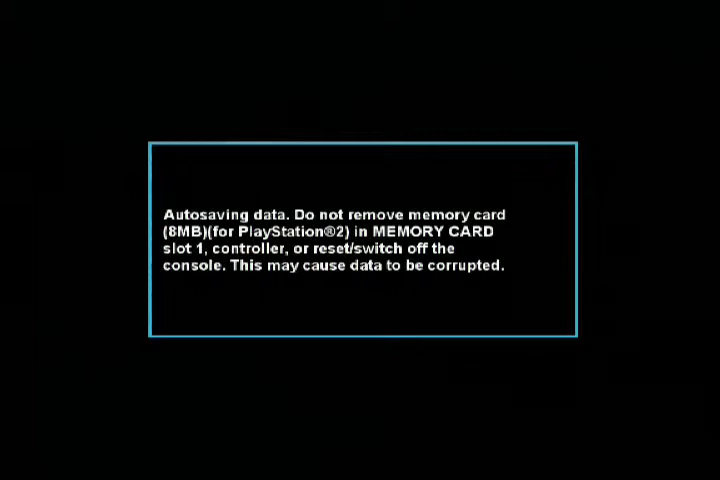 Autosaving data. Do not remove memory card
(8MB)(for PlayStation®2) in MEMORY CARD
slot 1, controller, or reset/switch off the
console. This may cause data to be corrupted.